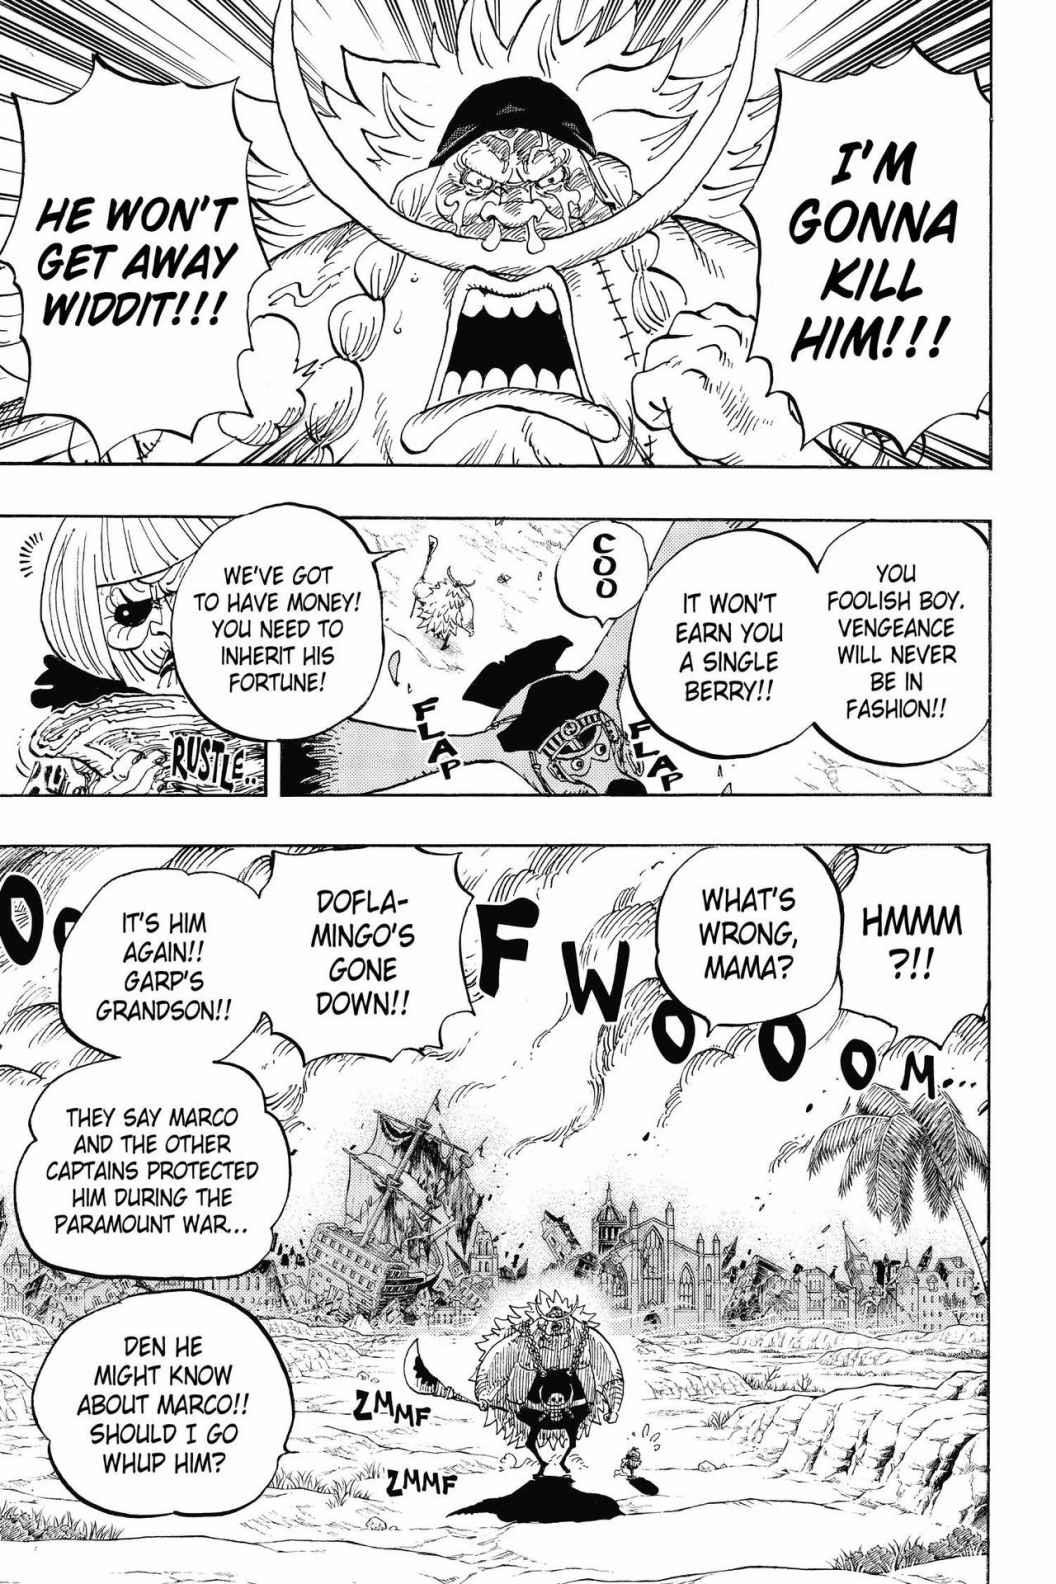 I'M
GONNA
KILL
HIM!!!
HE WON'T
GET AWAY
WIDDIT!!!
YOU
FOOLISH BOY.
VENGEANCE
WILL NEVER
BE IN
FASHION!!
IT WON'T
EARN YOU
A SINGLE
BERRY!!
COO
FLAP
FLAP
WE'VE GOT
TO HAVE MONEY!
YOU NEED TO
INHERIT HIS
FORTUNE!
RUSTLE..
HMMM
?!!
WHAT'S
WRONG,
MAMA?
FWOOOOM...
DOFLA-
MINGO'S
GONE
DOWN!!
IT'S HIM
AGAIN!!
GARP'S
GRANDSON!!
THEY SAY MARCO
AND THE OTHER
CAPTAINS PROTECTED
HIM DURING THE
PARAMOUNT WAR...
DEN HE
MIGHT KNOW
ABOUT MARCO!!
SHOULD I GO
WHUP HIM?
ZMMF
ZMMF